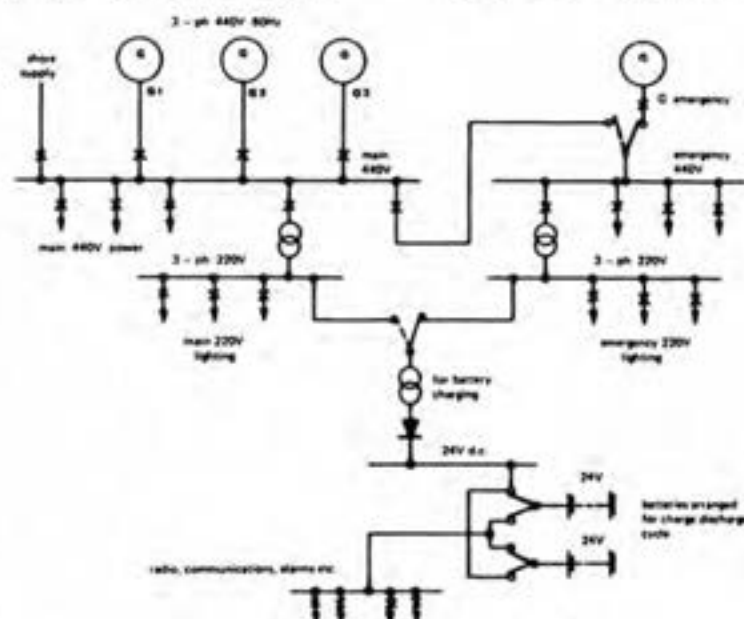 3 - ph 440V 60Hz
shore
supply
G
G
G
G
G1
G2
G3
G emergency
main
440V
emergency
440V
main 440V power
3 - ph 220V
3 - ph 220V
main 220V
lighting
emergency 220V
lighting
for battery
charging
24V d.c
24V
batteries arranged
for charge discharge
cycle
24V
radio, communications, alarms etc.